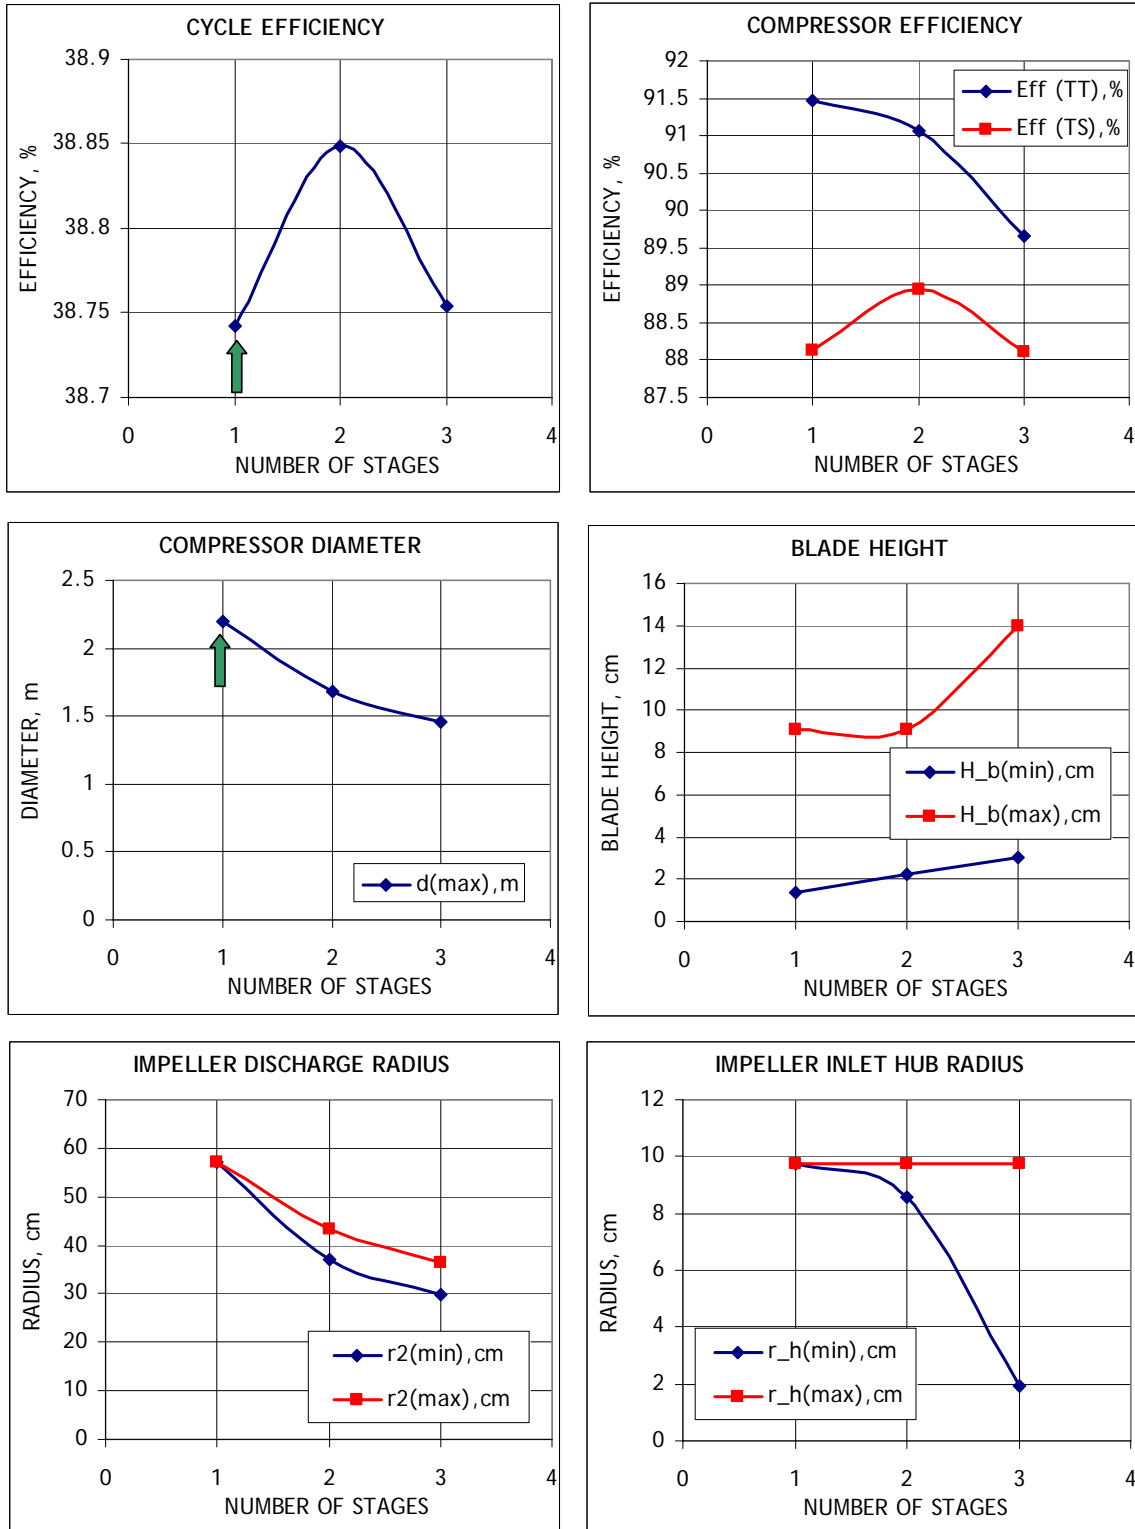 CYCLE EFFICIENCY
38.9
38.85
38.8
38.75
38.7
EFFICIENCY, %
0 1 2 3 4
NUMBER OF STAGES
COMPRESSOR EFFICIENCY
92
91.5
91
90.5
90
89.5
89
88.5
88
87.5
EFFICIENCY, %
Eff (TT),%
Eff (TS),%
0 1 2 3 4
NUMBER OF STAGES
COMPRESSOR DIAMETER
2.5
2
1.5
1
0.5
0
DIAMETER, m
d(max),m
0 1 2 3 4
NUMBER OF STAGES
BLADE HEIGHT
16
14
12
10
8
6
4
2
0
BLADE HEIGHT, cm
H_b(min),cm
H_b(max),cm
0 1 2 3 4
NUMBER OF STAGES
IMPELLER DISCHARGE RADIUS
70
60
50
40
30
20
10
0
RADIUS, cm
r2(min),cm
r2(max),cm
0 1 2 3 4
NUMBER OF STAGES
IMPELLER INLET HUB RADIUS
12
10
8
6
4
2
0
RADIUS, cm
r_h(min),cm
r_h(max),cm
0 1 2 3 4
NUMBER OF STAGES